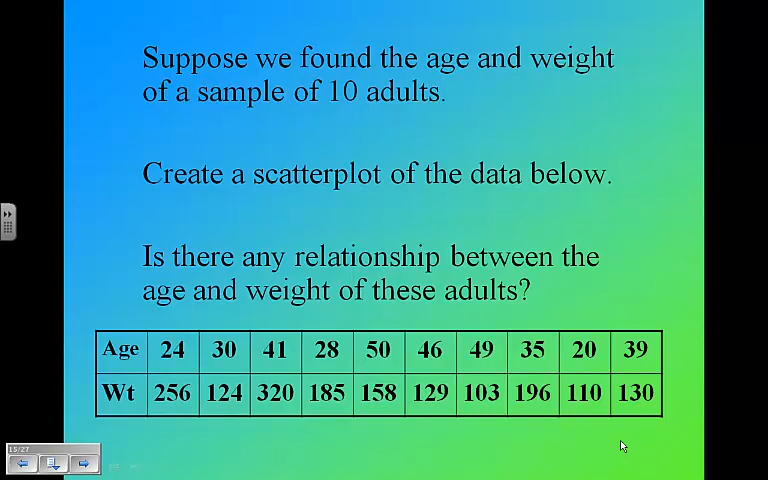 Suppose we found the age and weight
of a sample of 10 adults.
Create a scatterplot of the data below.
Is there any relationship between the
age and weight of these adults?
Age 24 30 41 28 50 46 49 35 20 39
Wt 256 124 320 185 158 129 103 196 110 130
15/27